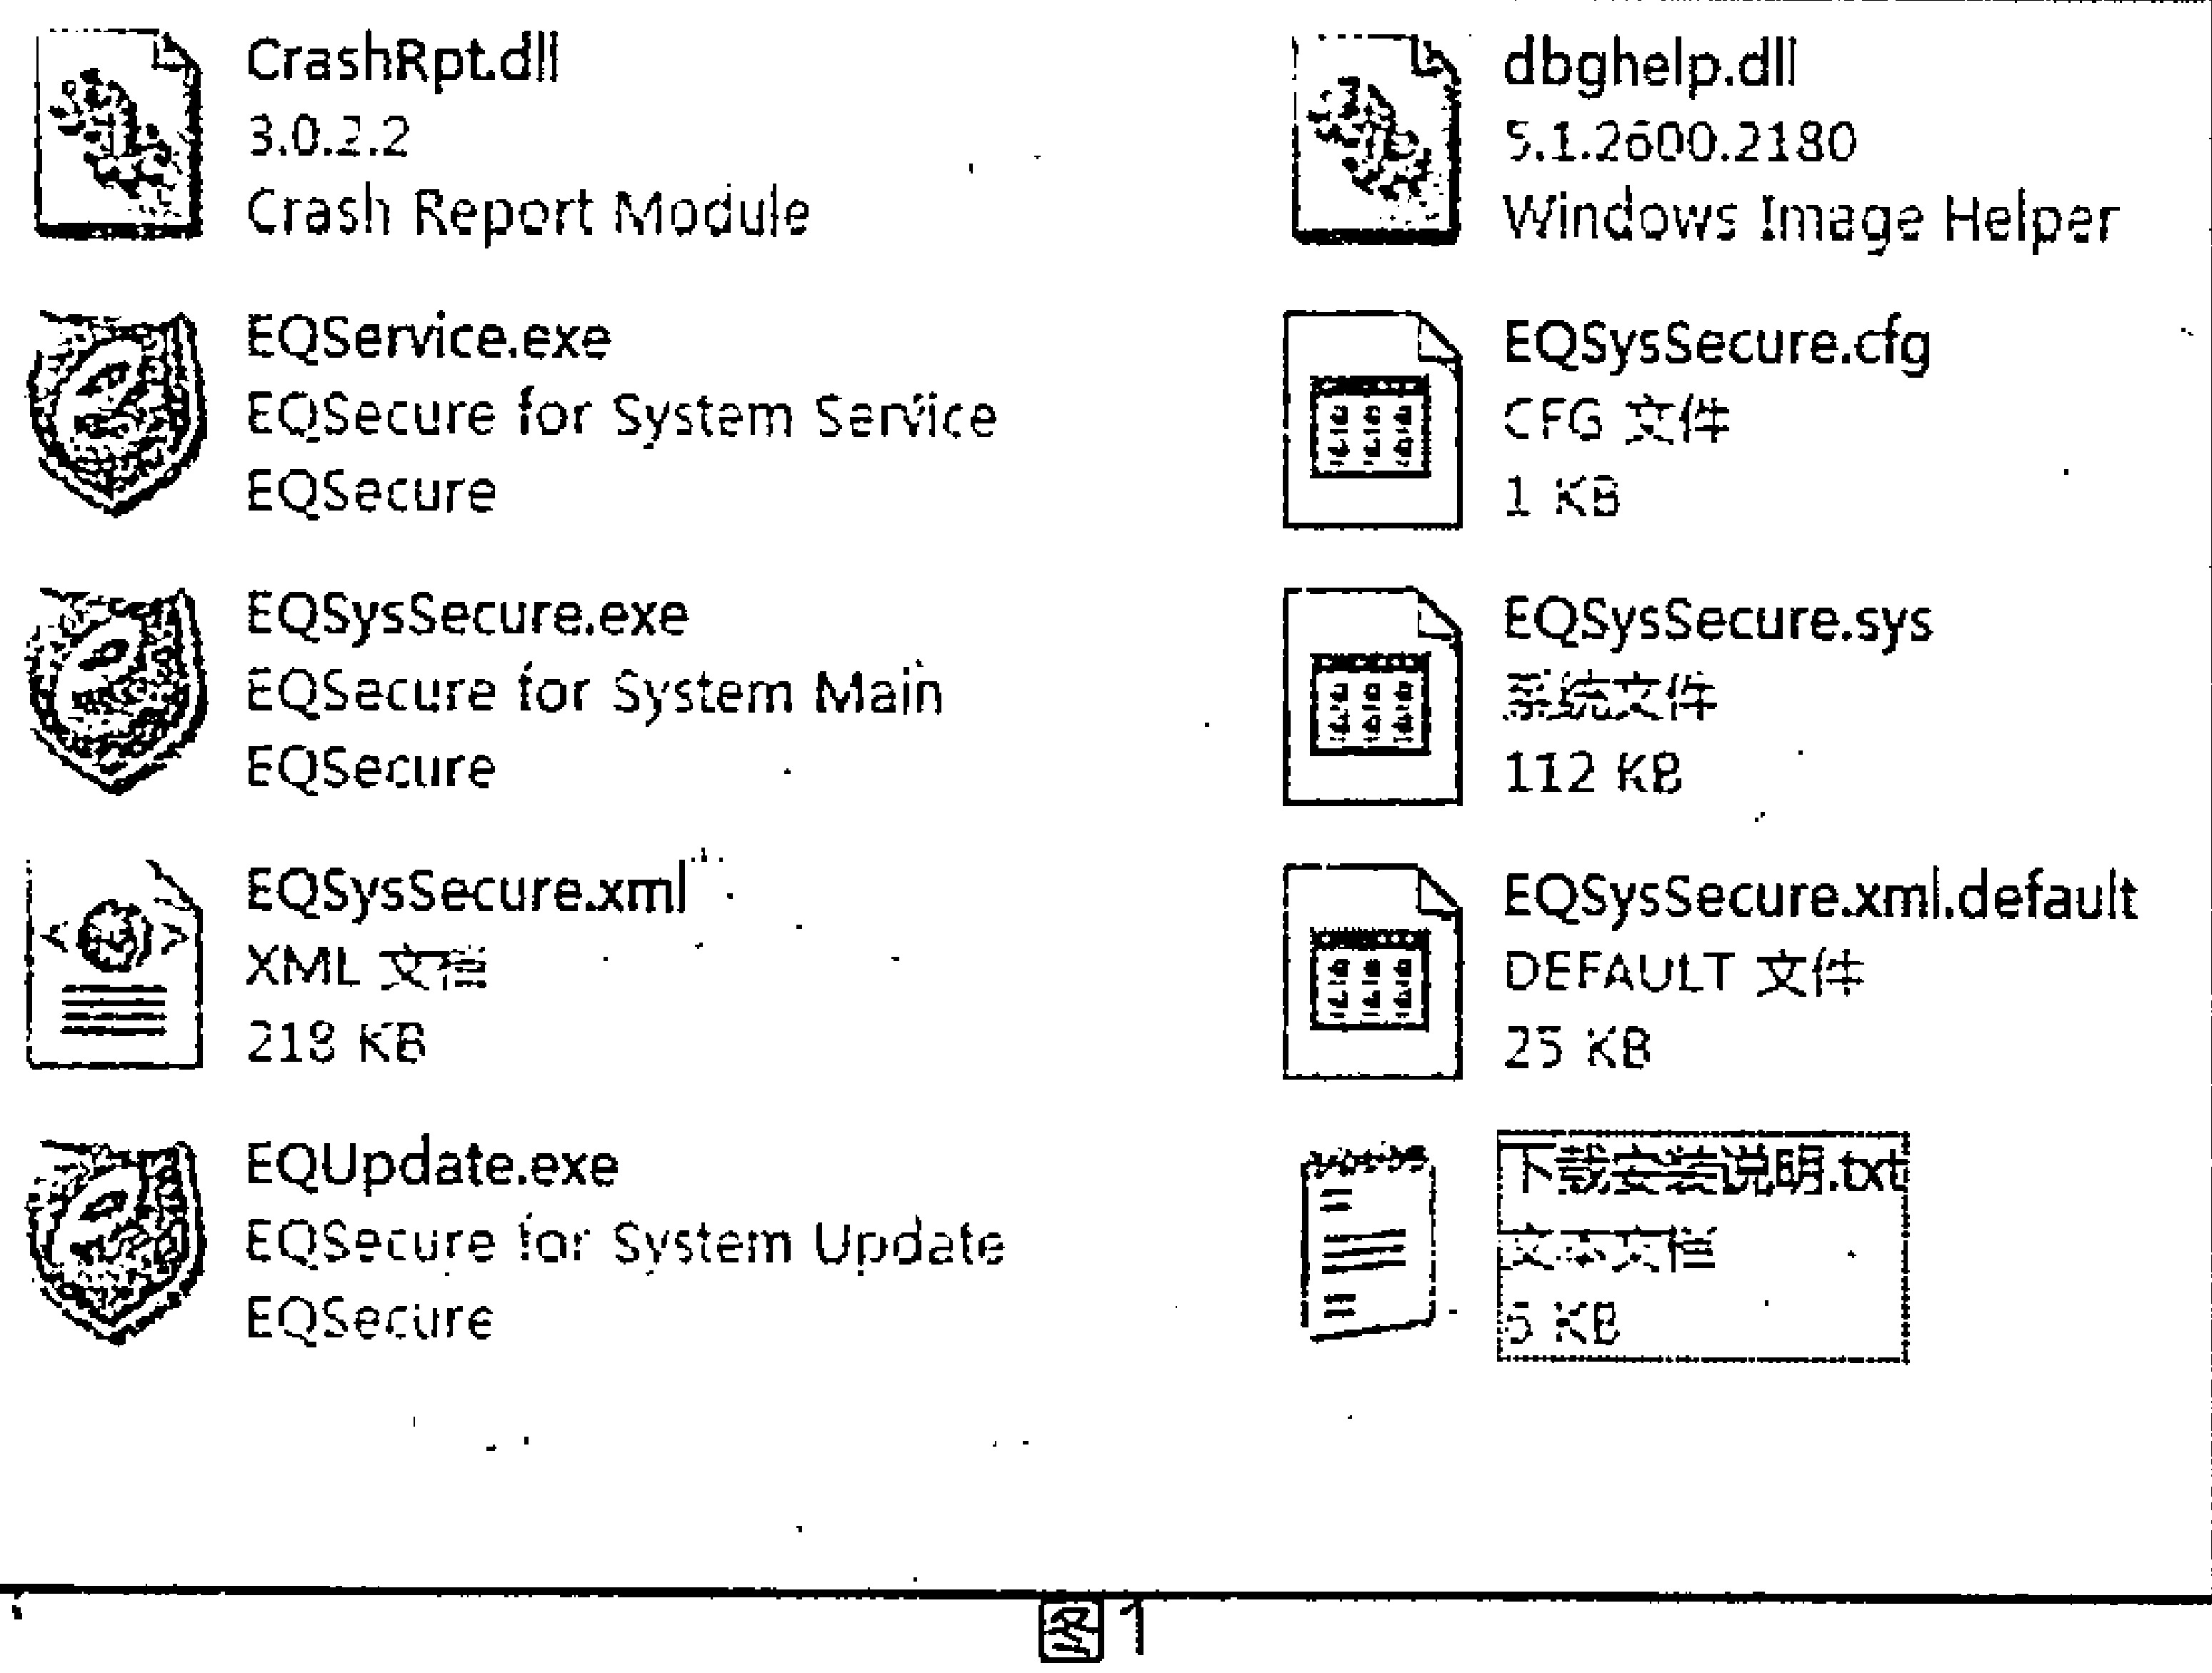 CrashRpt.dll
3.0.2.2
Crash Report Module
dbghelp.dll
5.1.2600.2180
Windows Image Helper
EQService.exe
EQSecure for System Service
EQSecure
EQSysSecure.cfg
CFG 文件
1 KB
EQSysSecure.exe
EQSecure for System Main
EQSecure
EQSysSecure.sys
系统文件
112 KB
EQSysSecure.xml
XML 文档
218 KB
EQSysSecure.xml.default
DEFAULT 文件
25 KB
EQUpdate.exe
EQSecure for System Update
EQSecure
下载安装说明.txt
文本文档
5 KB
图1